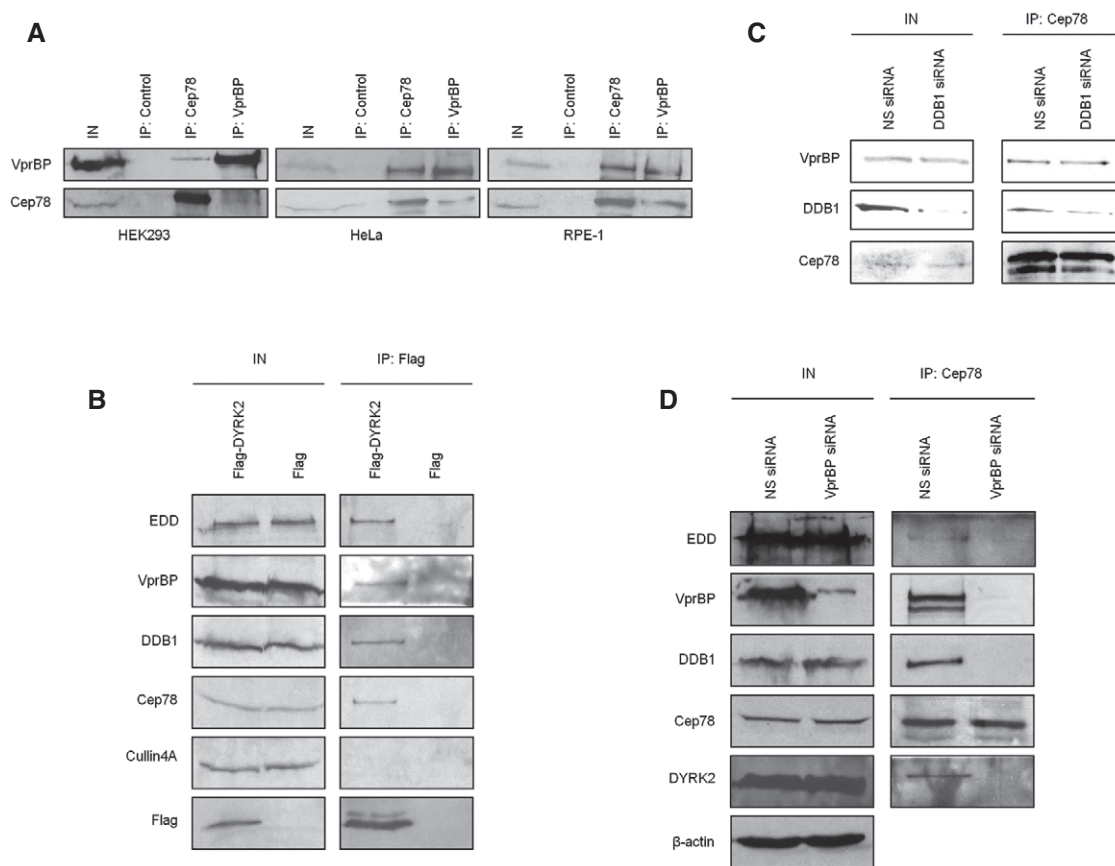 A
IN
IP: Control
IP: Cep78
IP: VprBP
IN
IP: Control
IP: Cep78
IP: VprBP
IN
IP: Control
IP: Cep78
IP: VprBP
VprBP
Cep78
HEK293
HeLa
RPE-1
C
IN
IP: Cep78
NS siRNA
DDB1 siRNA
NS siRNA
DDB1 siRNA
VprBP
DDB1
Cep78
B
IN
IP: Flag
Flag-DYRK2
Flag
Flag-DYRK2
Flag
EDD
VprBP
DDB1
Cep78
Cullin4A
Flag
D
IN
IP: Cep78
NS siRNA
VprBP siRNA
NS siRNA
VprBP siRNA
EDD
VprBP
DDB1
Cep78
DYRK2
β-actin